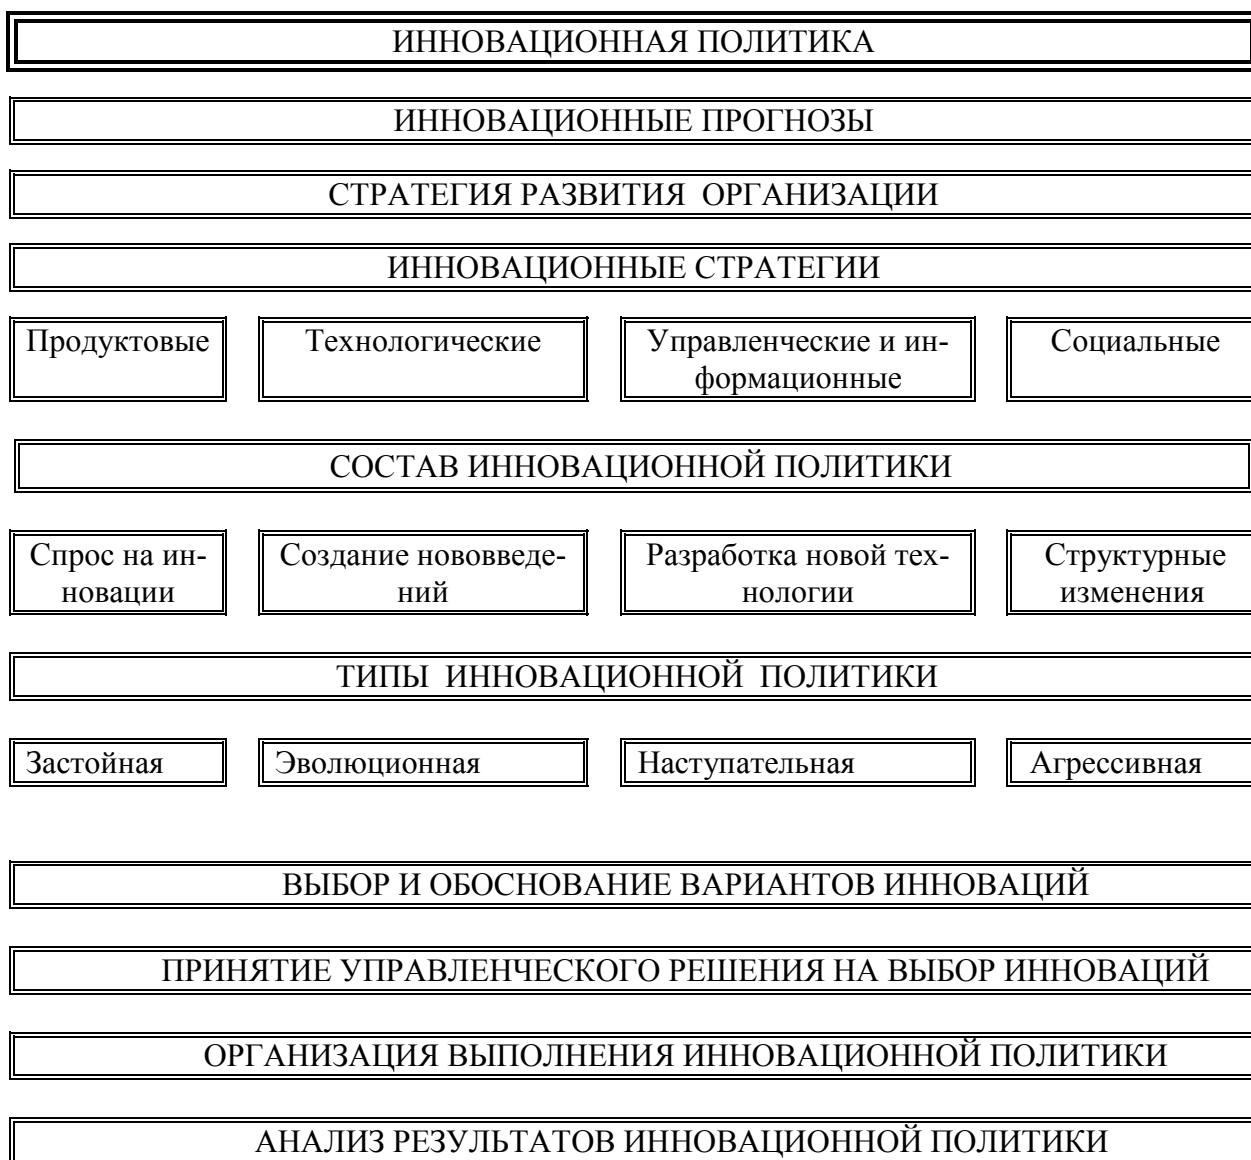 ИННОВАЦИОННАЯ ПОЛИТИКА
ИННОВАЦИОННЫЕ ПРОГНОЗЫ
СТРАТЕГИЯ РАЗВИТИЯ ОРГАНИЗАЦИИ
ИННОВАЦИОННЫЕ СТРАТЕГИИ
Продуктовые
Технологические
Управленческие и ин-
формационные
Социальные
СОСТАВ ИННОВАЦИОННОЙ ПОЛИТИКИ
Спрос на ин-
новации
Создание нововведе-
ний
Разработка новой тех-
нологии
Структурные
изменения
ТИПЫ ИННОВАЦИОННОЙ ПОЛИТИКИ
Застойная
Эволюционная
Наступательная
Агрессивная
ВЫБОР И ОБОСНОВАНИЕ ВАРИАНТОВ ИННОВАЦИЙ
ПРИНЯТИЕ УПРАВЛЕНЧЕСКОГО РЕШЕНИЯ НА ВЫБОР ИННОВАЦИЙ
ОРГАНИЗАЦИЯ ВЫПОЛНЕНИЯ ИННОВАЦИОННОЙ ПОЛИТИКИ
АНАЛИЗ РЕЗУЛЬТАТОВ ИННОВАЦИОННОЙ ПОЛИТИКИ